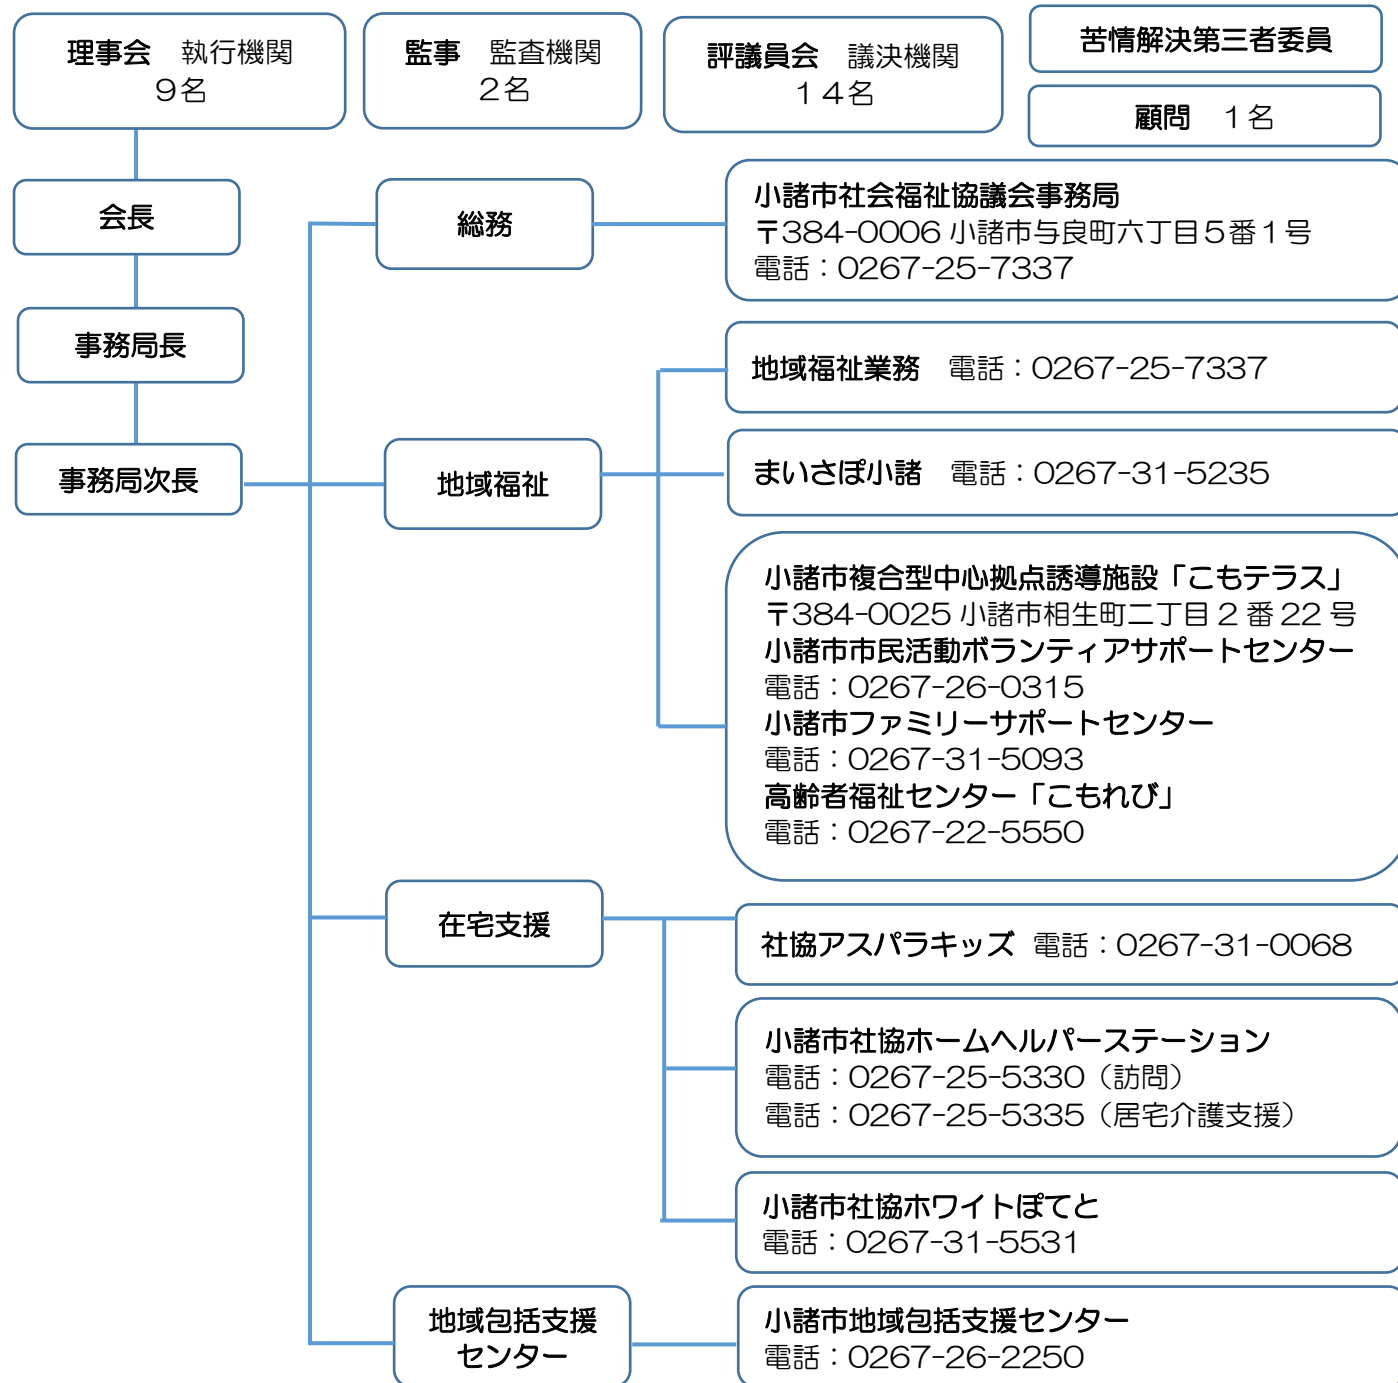 理事会　執行機関
９名
監事　監査機関
２名
評議員会　議決機関
１４名
苦情解決第三者委員
顧問　１名
会長
事務局長
事務局次長
総務
小諸市社会福祉協議会事務局
〒384-0006 小諸市与良町六丁目５番１号
電話：0267-25-7337
地域福祉
地域福祉業務　電話：0267-25-7337
まいさぽ小諸　電話：0267-31-5235
小諸市複合型中心拠点誘導施設「こもテラス」
〒384-0025 小諸市相生町二丁目 2 番 22 号
小諸市市民活動ボランティアサポートセンター
電話：0267-26-0315
小諸市ファミリーサポートセンター
電話：0267-31-5093
高齢者福祉センター「こもれび」
電話：0267-22-5550
在宅支援
社協アスパラキッズ 電話：0267-31-0068
小諸市社協ホームヘルパーステーション
電話：0267-25-5330（訪問）
電話：0267-25-5335（居宅介護支援）
小諸市社協ホワイトぽてと
電話：0267-31-5531
地域包括支援
センター
小諸市地域包括支援センター
電話：0267-26-2250